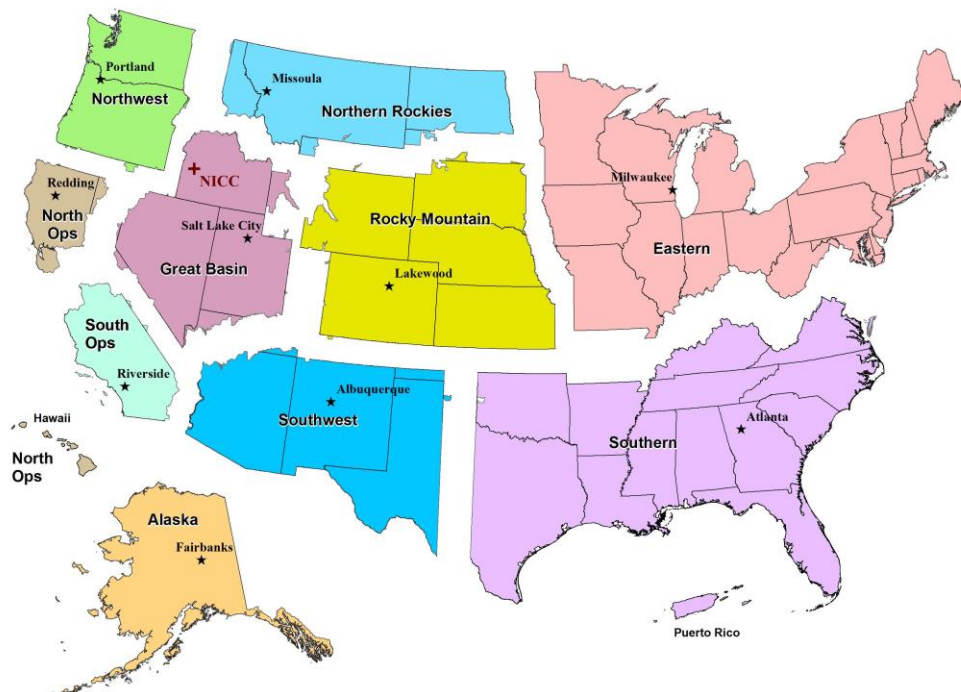 Portland
Northwest
Missoula
Northern Rockies
Redding
North
Ops
NICC
Salt Lake City
Great Basin
Rocky Mountain
Lakewood
Milwaukee
Eastern
South
Ops
Riverside
Albuquerque
Southwest
Atlanta
Southern
Hawaii
North
Ops
Alaska
Fairbanks
Puerto Rico